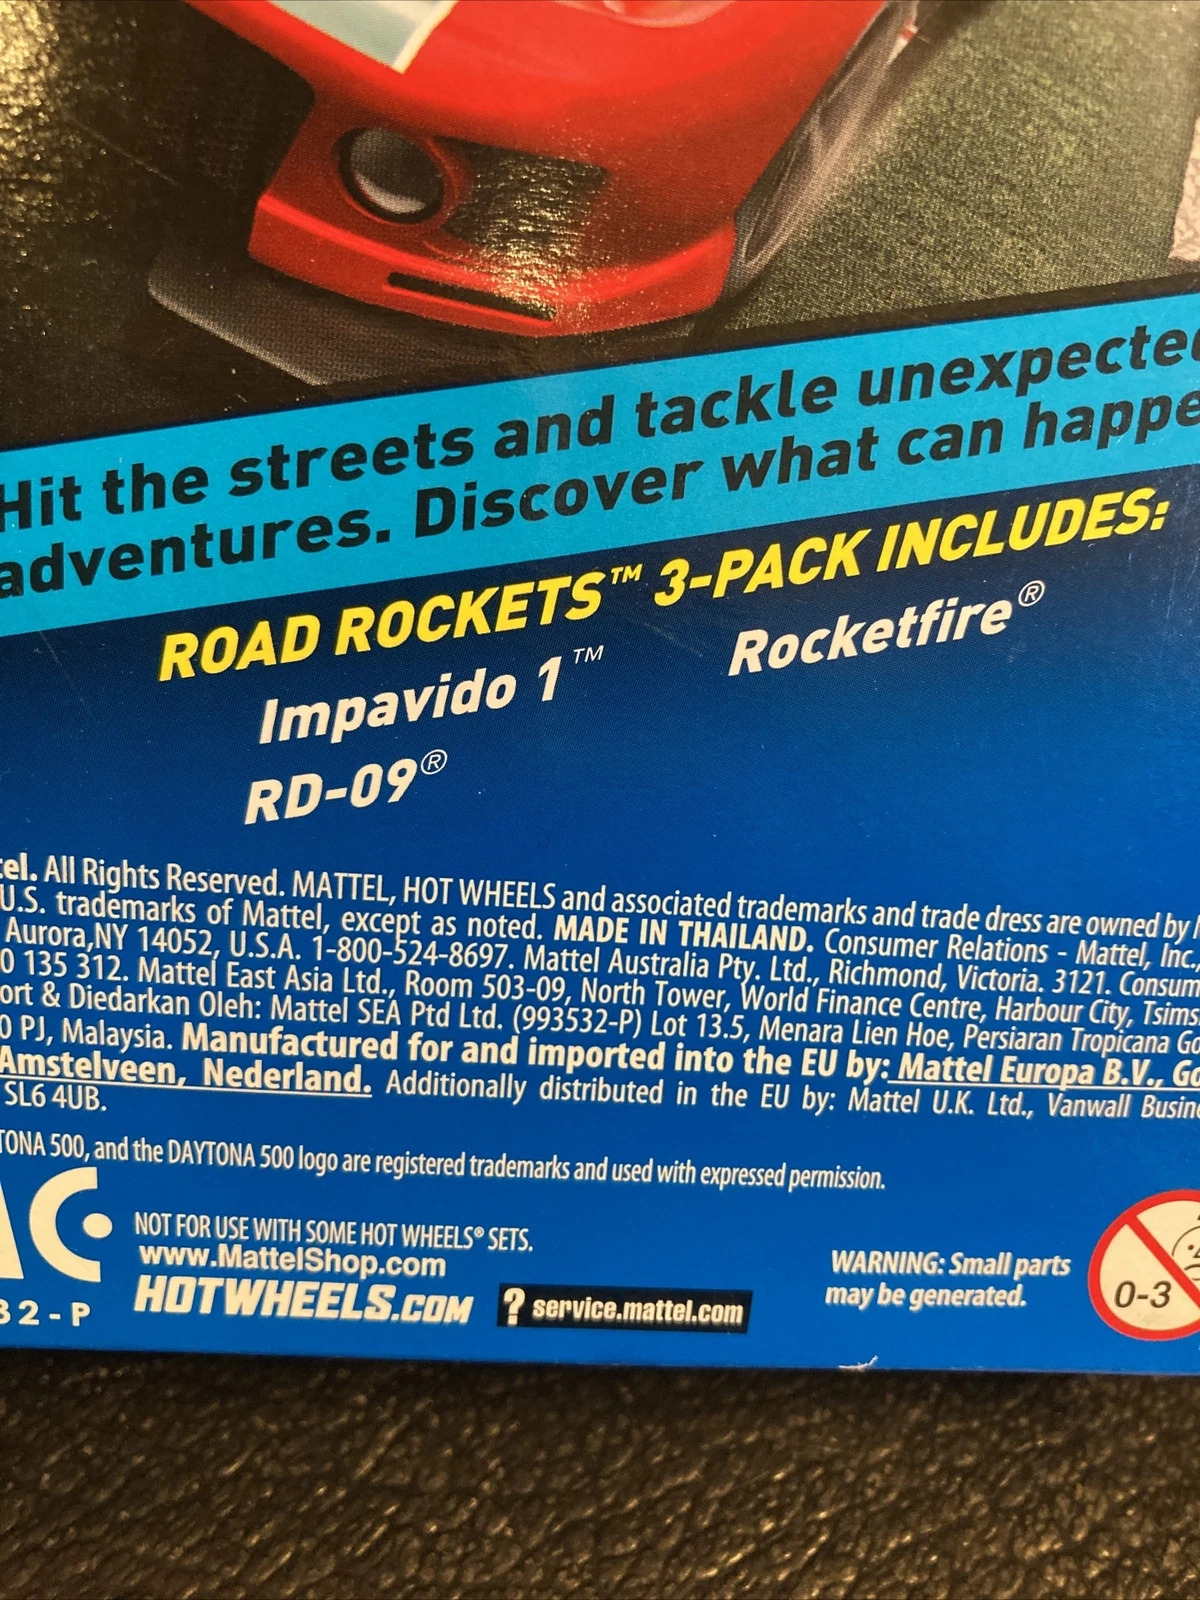 Hit the streets and tackle unexpected
adventures. Discover what can happe
ROAD ROCKETS™ 3-PACK INCLUDES:
Impavido 1™ Rocketfire®
RD-09®
tel. All Rights Reserved. MATTEL, HOT WHEELS and associated trademarks and trade dress are owned by
U.S. trademarks of Mattel, except as noted. MADE IN THAILAND. Consumer Relations - Mattel, Inc.,
Aurora,NY 14052, U.S.A. 1-800-524-8697. Mattel Australia Pty. Ltd., Richmond, Victoria. 3121. Consum
0 135 312. Mattel East Asia Ltd., Room 503-09, North Tower, World Finance Centre, Harbour City, Tsims
ort & Diedarkan Oleh: Mattel SEA Ptd Ltd. (993532-P) Lot 13.5, Menara Lien Hoe, Persiaran Tropicana Go
0 PJ, Malaysia. Manufactured for and imported into the EU by: Mattel Europa B.V., Go
Amstelveen, Nederland. Additionally distributed in the EU by: Mattel U.K. Ltd., Vanwall Busine
SL6 4UB.
TONA 500, and the DAYTONA 500 logo are registered trademarks and used with expressed permission.
NOT FOR USE WITH SOME HOT WHEELS® SETS.
www.MattelShop.com
HOTWHEELS.COM
? service.mattel.com
32-P
WARNING: Small parts
may be generated.
0-3